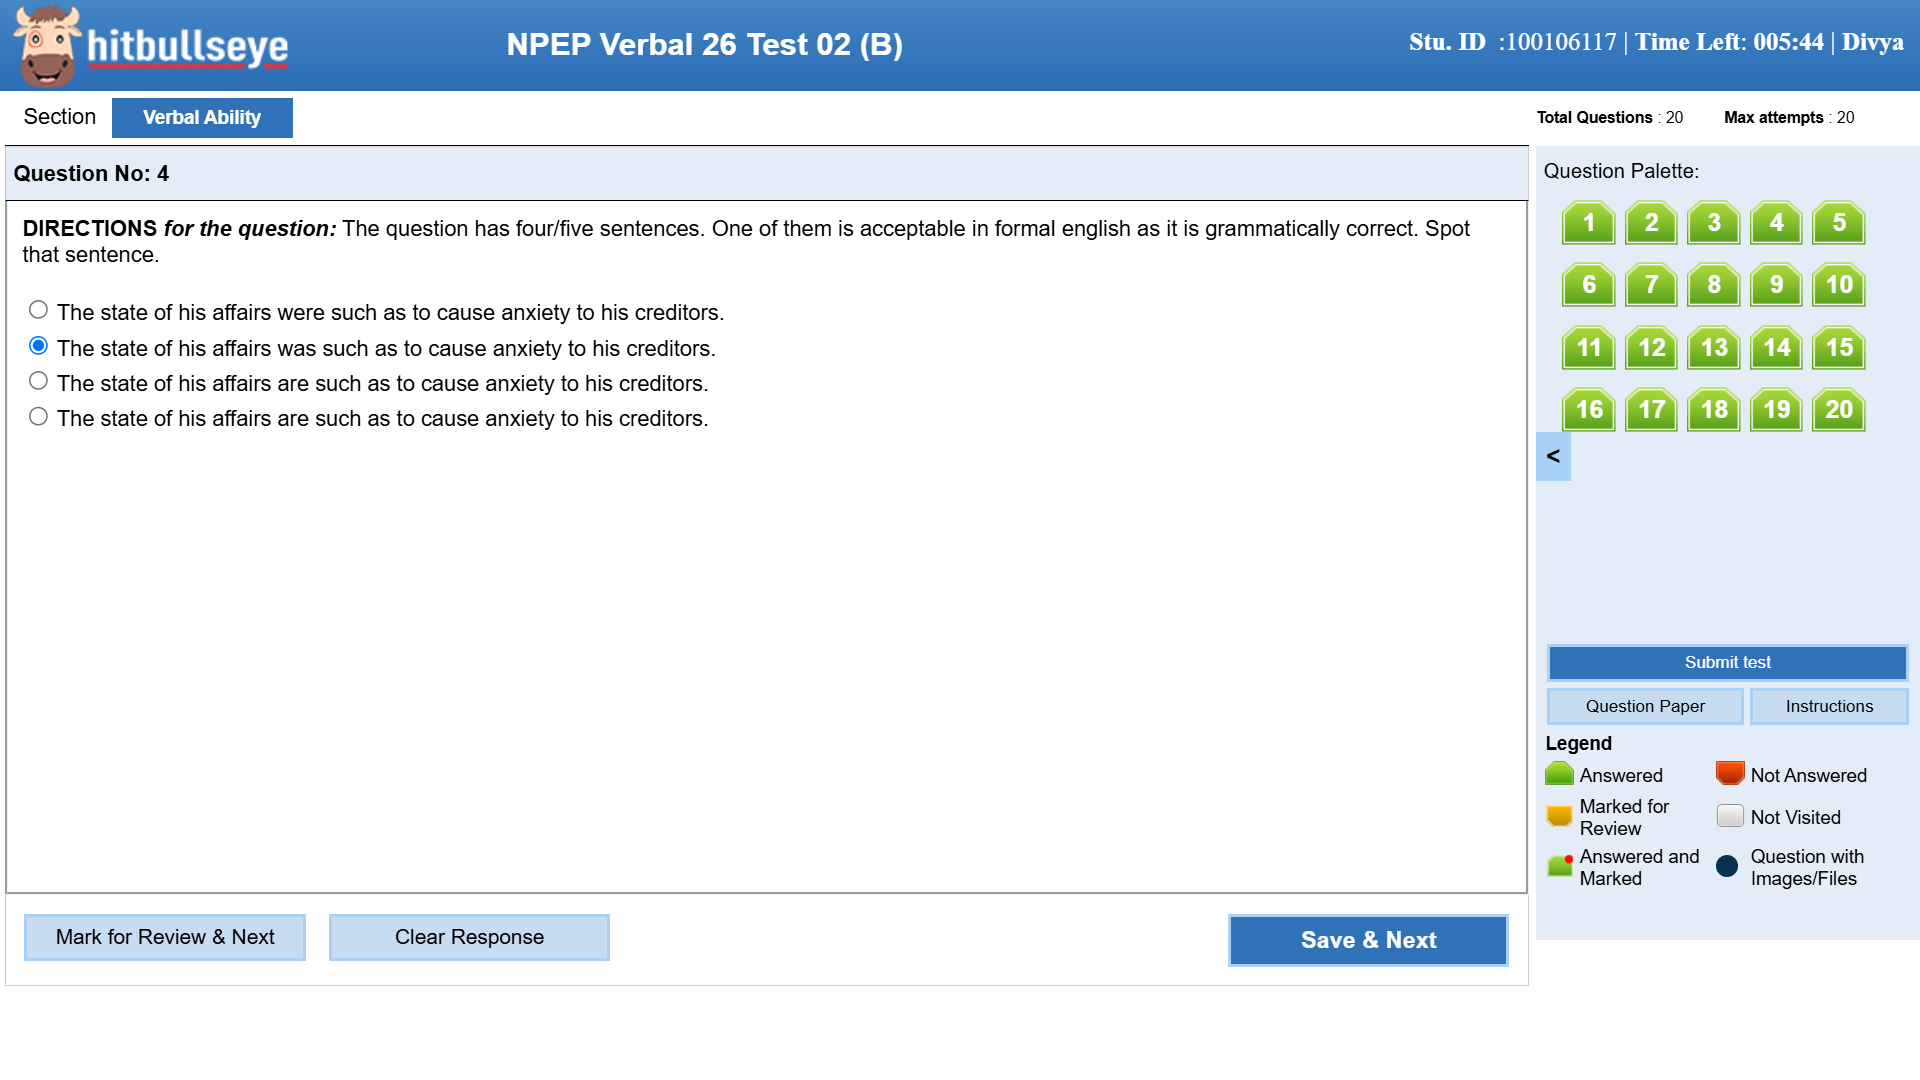 hitbullseye
NPEP Verbal 26 Test 02 (B)
Stu. ID :100106117 | Time Left: 005:44 | Divya
Section
Verbal Ability
Total Questions : 20
Max attempts : 20
Question No: 4
DIRECTIONS for the question: The question has four/five sentences. One of them is acceptable in formal english as it is grammatically correct. Spot
that sentence.
The state of his affairs were such as to cause anxiety to his creditors.
The state of his affairs was such as to cause anxiety to his creditors.
The state of his affairs are such as to cause anxiety to his creditors.
The state of his affairs are such as to cause anxiety to his creditors.
Mark for Review & Next
Clear Response
Save & Next
Question Palette:
1 2 3 4 5
6 7 8 9 10
11 12 13 14 15
16 17 18 19 20
<
Submit test
Question Paper
Instructions
Legend
Answered
Not Answered
Marked for
Review
Not Visited
Answered and
Marked
Question with
Images/Files